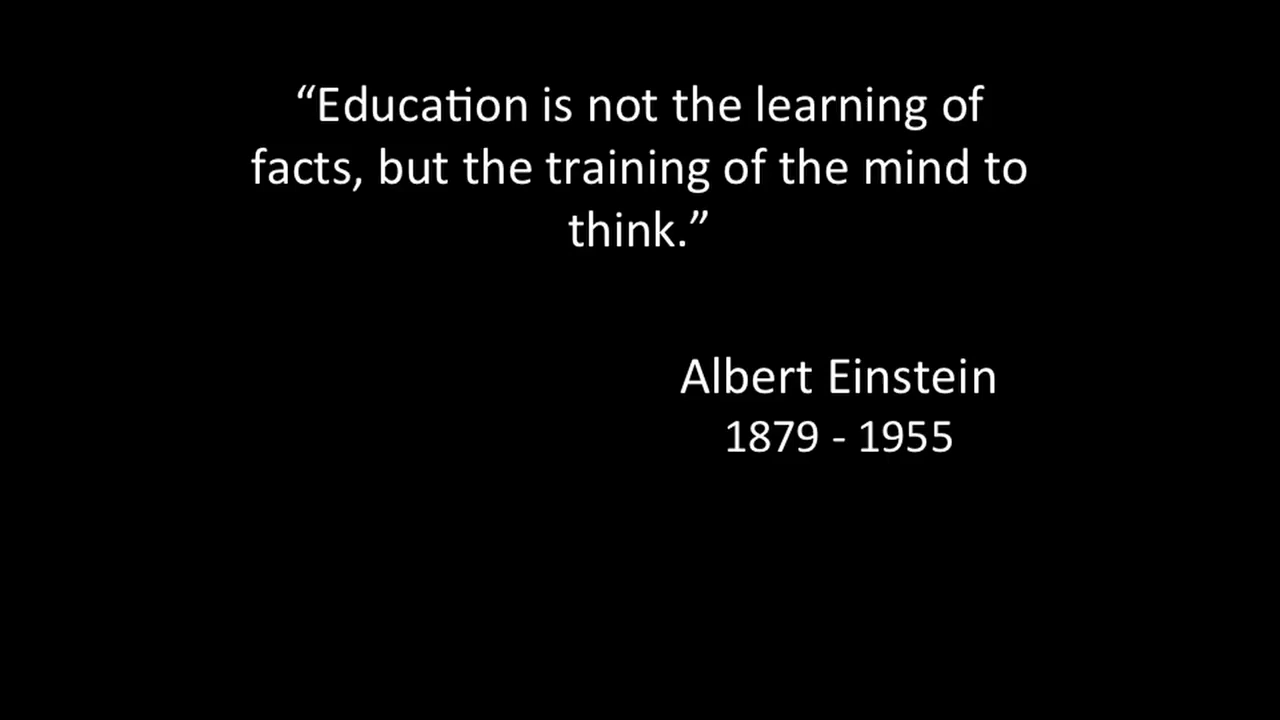 “Education is not the learning of
facts, but the training of the mind to
think.”
Albert Einstein
1879 - 1955